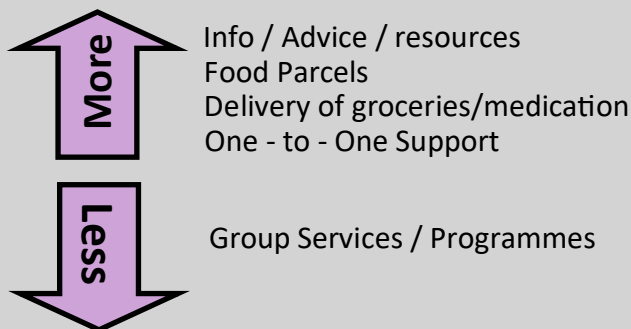 More
Info / Advice / resources
Food Parcels
Delivery of groceries/medication
One - to - One Support
Less
Group Services / Programmes